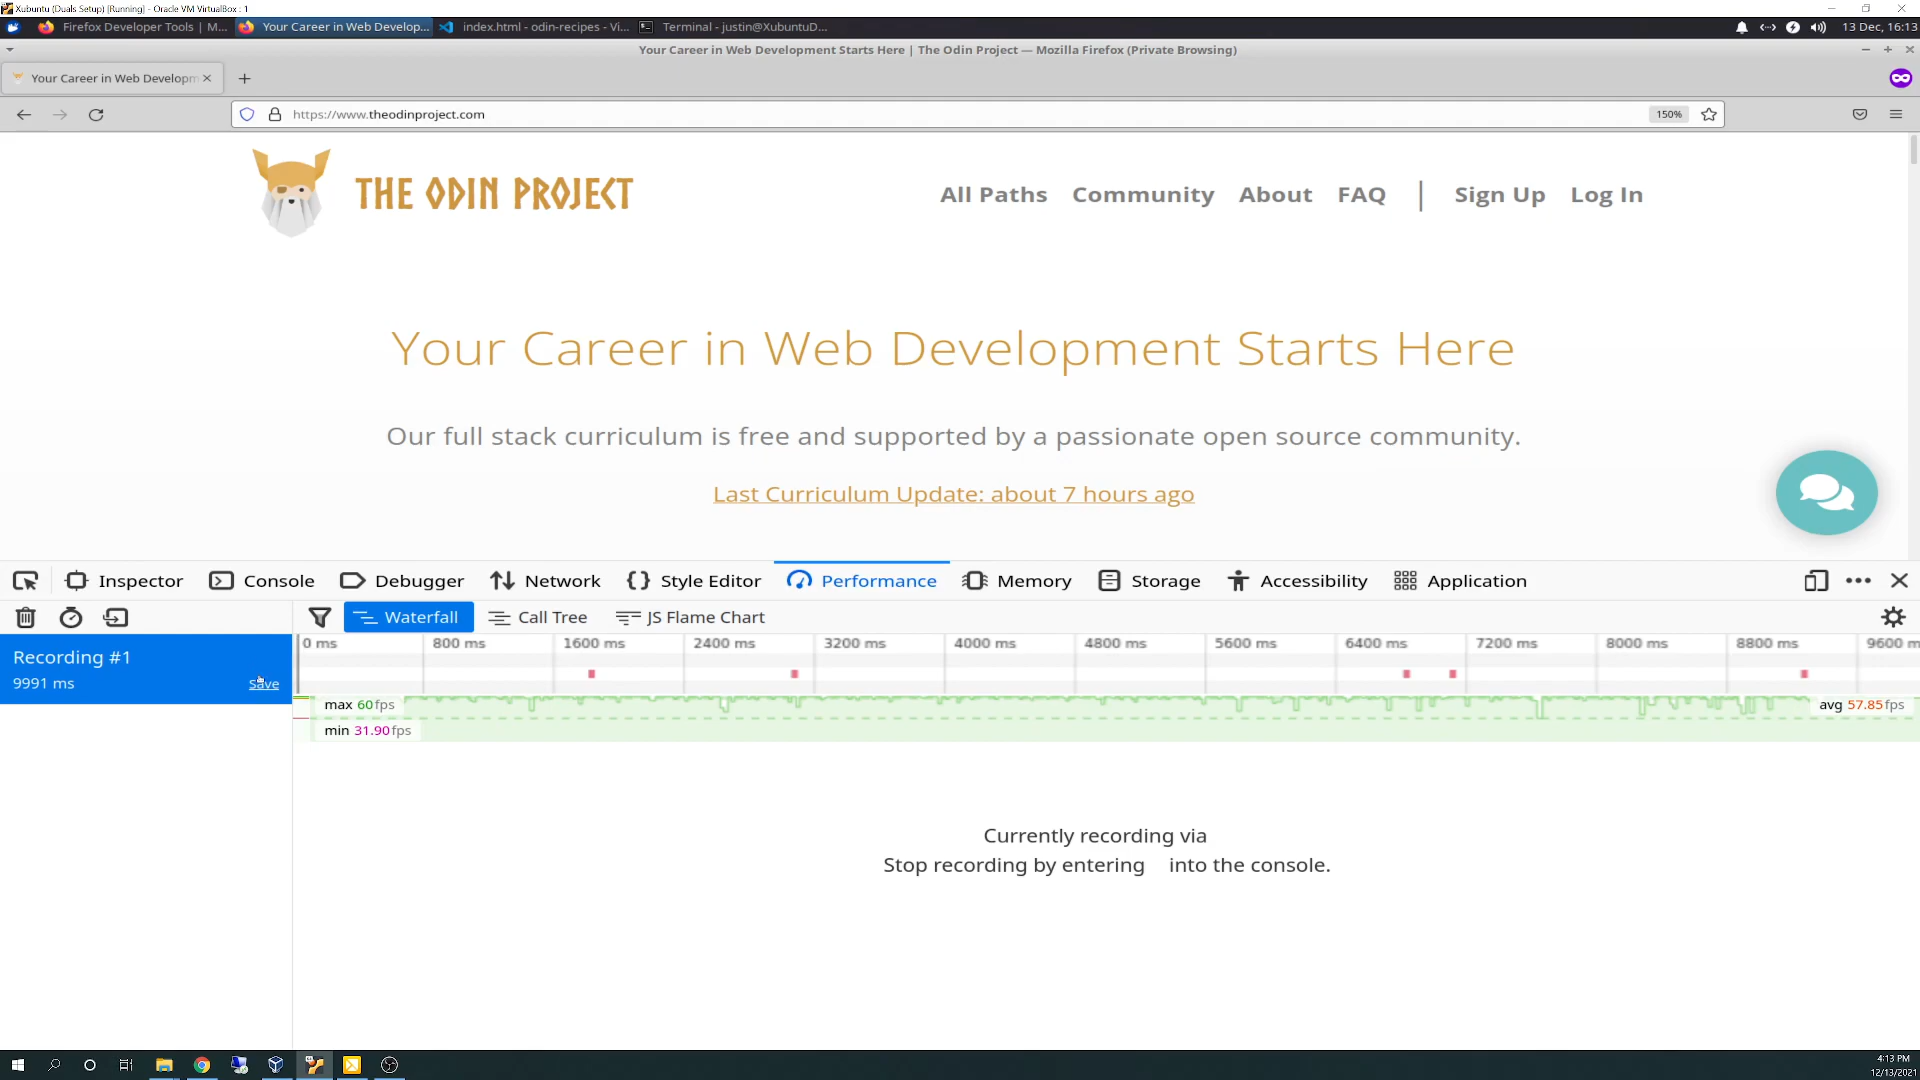 Xubuntu (Duals Setup) [Running] - Oracle VM VirtualBox : 1
Firefox Developer Tools | M...
Your Career in Web Develop...
index.html - odin-recipes - Vi...
Terminal - justin@XubuntuD...
13 Dec, 16:13
Your Career in Web Development Starts Here | The Odin Project — Mozilla Firefox (Private Browsing)
Your Career in Web Developm
https://www.theodinproject.com
150%
THE ODIN PROJECT
All Paths
Community
About
FAQ
Sign Up
Log In
Your Career in Web Development Starts Here
Our full stack curriculum is free and supported by a passionate open source community.
Last Curriculum Update: about 7 hours ago
Inspector
Console
Debugger
Network
Style Editor
Performance
Memory
Storage
Accessibility
Application
Waterfall
Call Tree
JS Flame Chart
Recording #1
9991 ms
Save
0 ms
800 ms
1600 ms
2400 ms
3200 ms
4000 ms
4800 ms
5600 ms
6400 ms
7200 ms
8000 ms
8800 ms
9600 m
max 60fps
avg 57.85fps
min 31.90fps
Currently recording via
Stop recording by entering into the console.
4:13 PM
12/13/2021